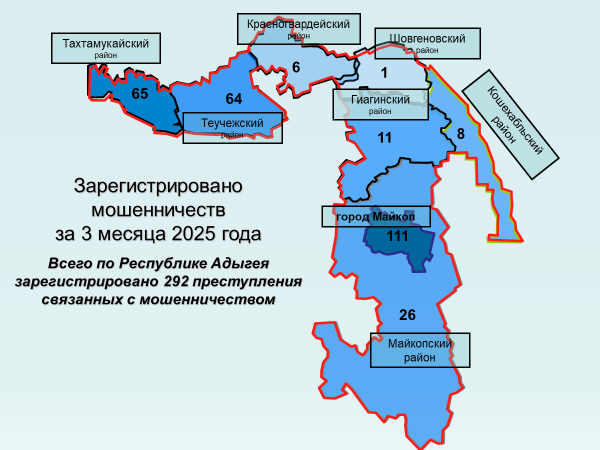 Красногвардейский
район
Тахтамукайский
район
Шовгеновский
район
6
1
65
64
Гиагинский
район
Кошехабльский
район
Теучежский
район
11
8
Зарегистрировано
мошенничеств
за 3 месяца 2025 года
город Майкоп
111
Всего по Республике Адыгея
зарегистрировано 292 преступления
связанных с мошенничеством
26
Майкопский
район